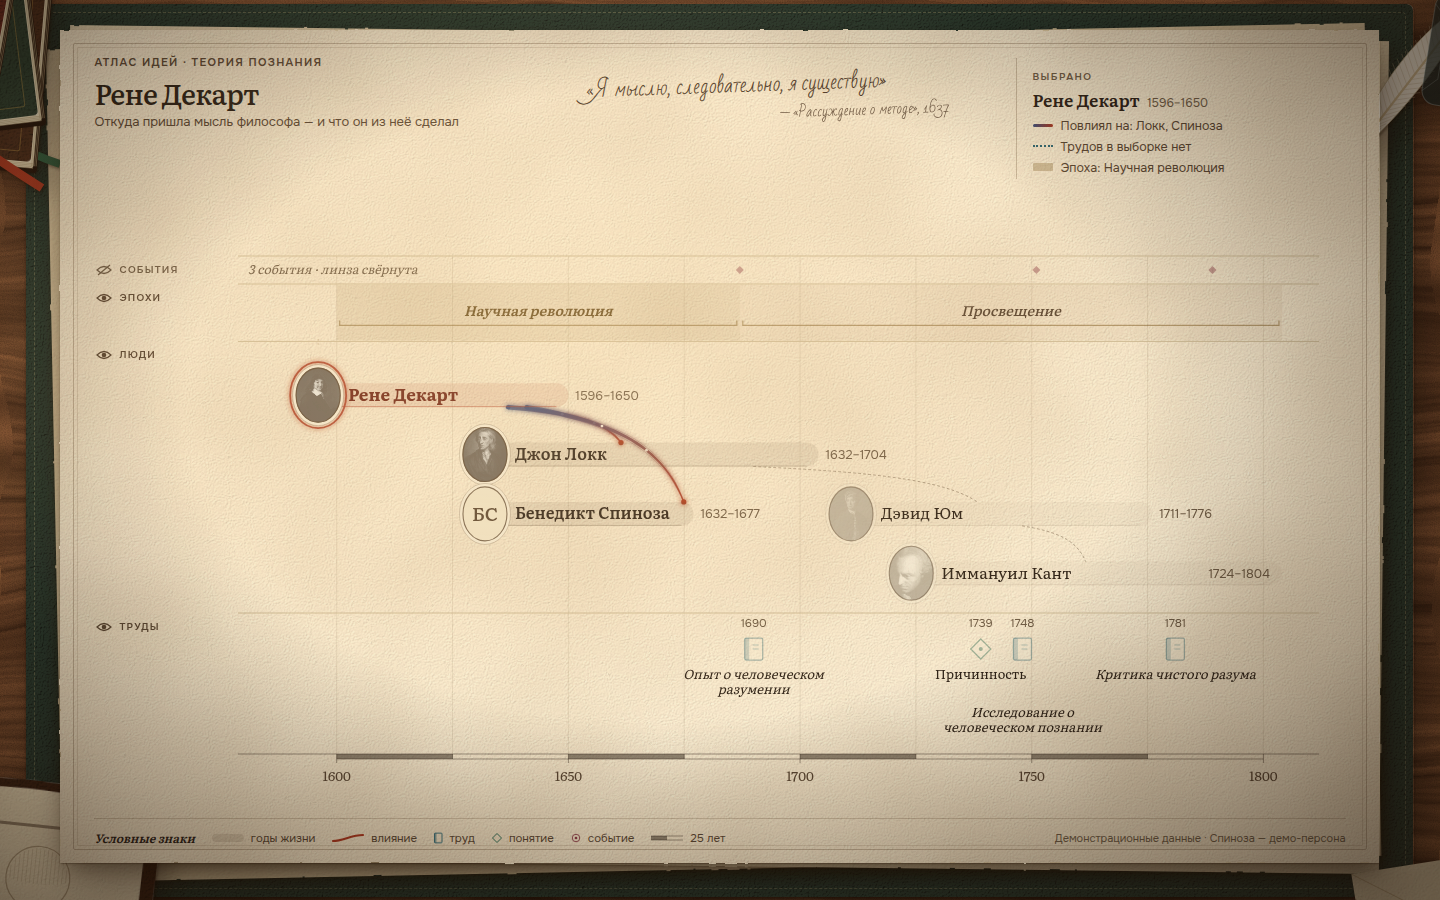 АТЛАС ИДЕЙ · ТЕОРИЯ ПОЗНАНИЯ
Рене Декарт
Откуда пришла мысль философа — и что он из неё сделал
«Я мыслю, следовательно, я существую»
— «Рассуждение о методе», 1637
ВЫБРАНО
Рене Декарт 1596–1650
Повлиял на: Локк, Спиноза
Трудов в выборке нет
Эпоха: Научная революция
СОБЫТИЯ
3 события · линза свёрнута
ЭПОХИ
Научная революция
Просвещение
ЛЮДИ
Рене Декарт
1596–1650
Джон Локк
1632–1704
БС
Бенедикт Спиноза
1632–1677
Дэвид Юм
1711–1776
Иммануил Кант
1724–1804
ТРУДЫ
1690
1739
1748
1781
Опыт о человеческом
разумении
Причинность
Критика чистого разума
Исследование о
человеческом познании
1600
1650
1700
1750
1800
Условные знаки
годы жизни
влияние
труд
понятие
событие
25 лет
Демонстрационные данные · Спиноза — демо-персона